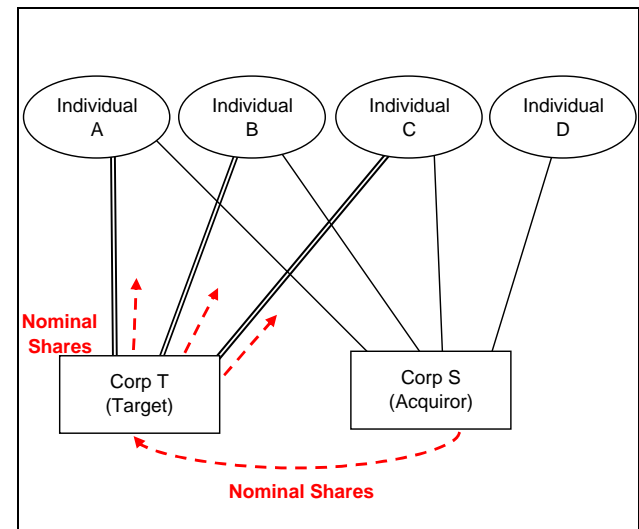 Individual
A
Individual
B
Individual
C
Individual
D
Nominal
Shares
Corp T
(Target)
Corp S
(Acquiror)
Nominal Shares